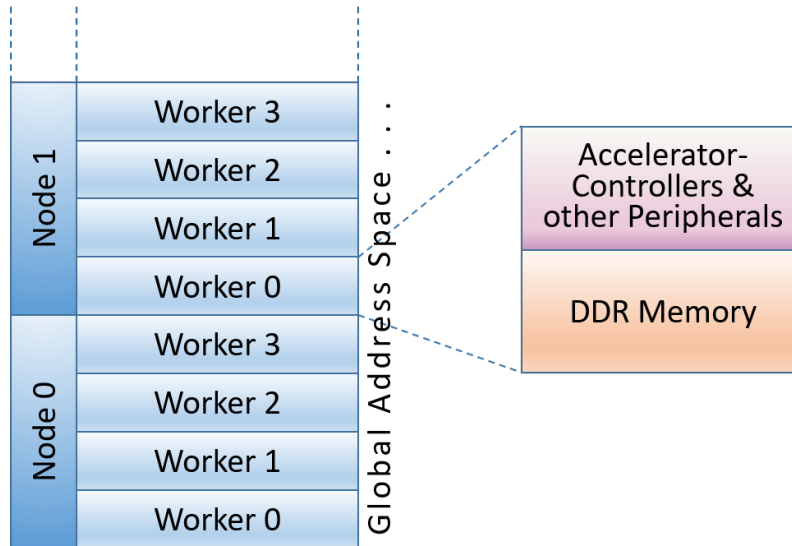 Node 1
Worker 3
Worker 2
Worker 1
Worker 0
Node 0
Worker 3
Worker 2
Worker 1
Worker 0
Global Address Space . . .
Accelerator-
Controllers &
other Peripherals
DDR Memory